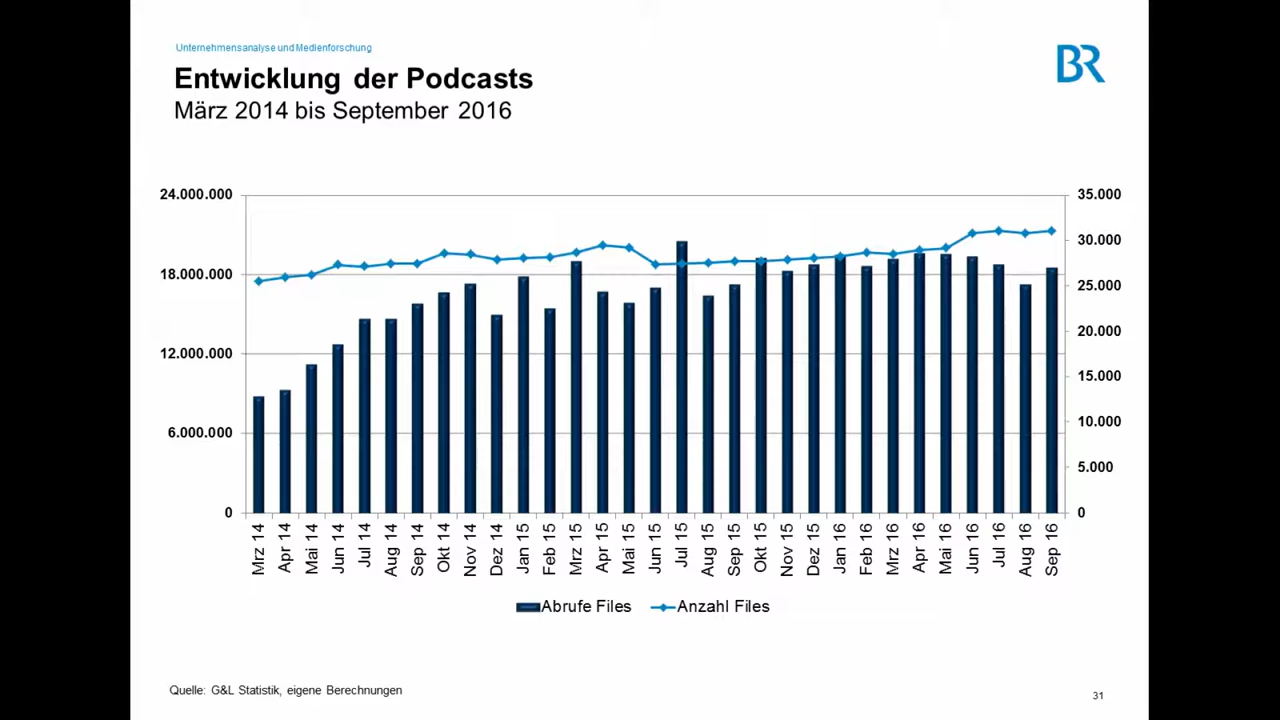 Unternehmensanalyse und Medienforschung
BR
Entwicklung der Podcasts
März 2014 bis September 2016
24.000.000
18.000.000
12.000.000
6.000.000
0
35.000
30.000
25.000
20.000
15.000
10.000
5.000
0
Mrz 14
Apr 14
Mai 14
Jun 14
Jul 14
Aug 14
Sep 14
Okt 14
Nov 14
Dez 14
Jan 15
Feb 15
Mrz 15
Apr 15
Mai 15
Jun 15
Jul 15
Aug 15
Sep 15
Okt 15
Nov 15
Dez 15
Jan 16
Feb 16
Mrz 16
Apr 16
Mai 16
Jun 16
Jul 16
Aug 16
Sep 16
Abrufe Files
Anzahl Files
Quelle: G&L Statistik, eigene Berechnungen
31